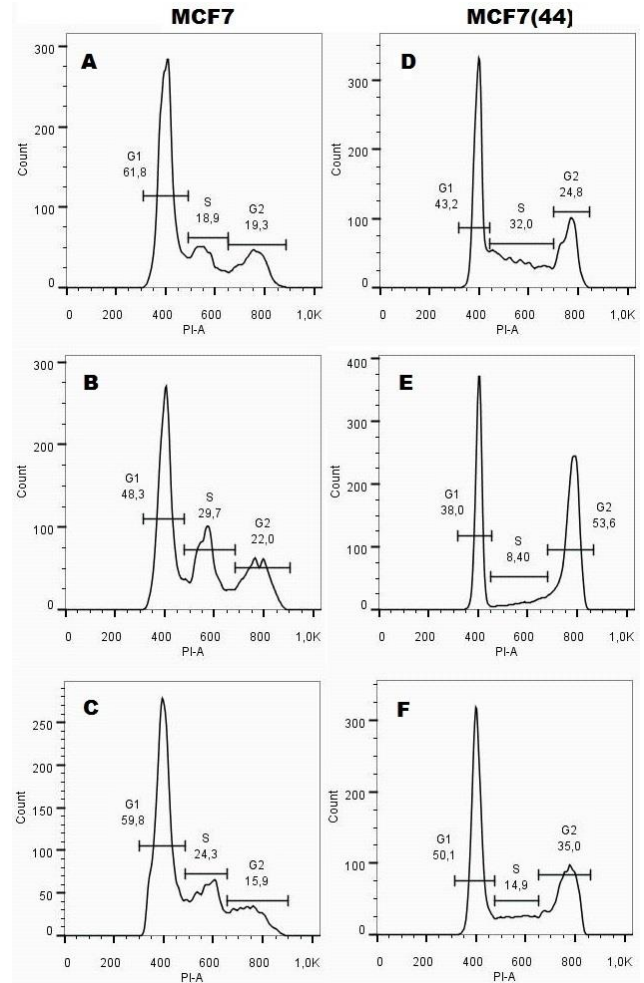 MCF7
MCF7(44)
A
300
200
100
0
Count
G1
61,8
S
18,9
G2
19,3
0 200 400 600 800 1,0K
PI-A
D
300
200
100
0
Count
G1
43,2
S
32,0
G2
24,8
0 200 400 600 800 1,0K
PI-A
B
300
200
100
0
Count
G1
48,3
S
29,7
G2
22,0
0 200 400 600 800 1,0K
PI-A
E
400
300
200
100
0
Count
G1
38,0
S
8,40
G2
53,6
0 200 400 600 800 1,0K
PI-A
C
250
200
150
100
50
0
Count
G1
59,8
S
24,3
G2
15,9
0 200 400 600 800 1,0K
PI-A
F
300
200
100
0
Count
G1
50,1
S
14,9
G2
35,0
0 200 400 600 800 1,0K
PI-A